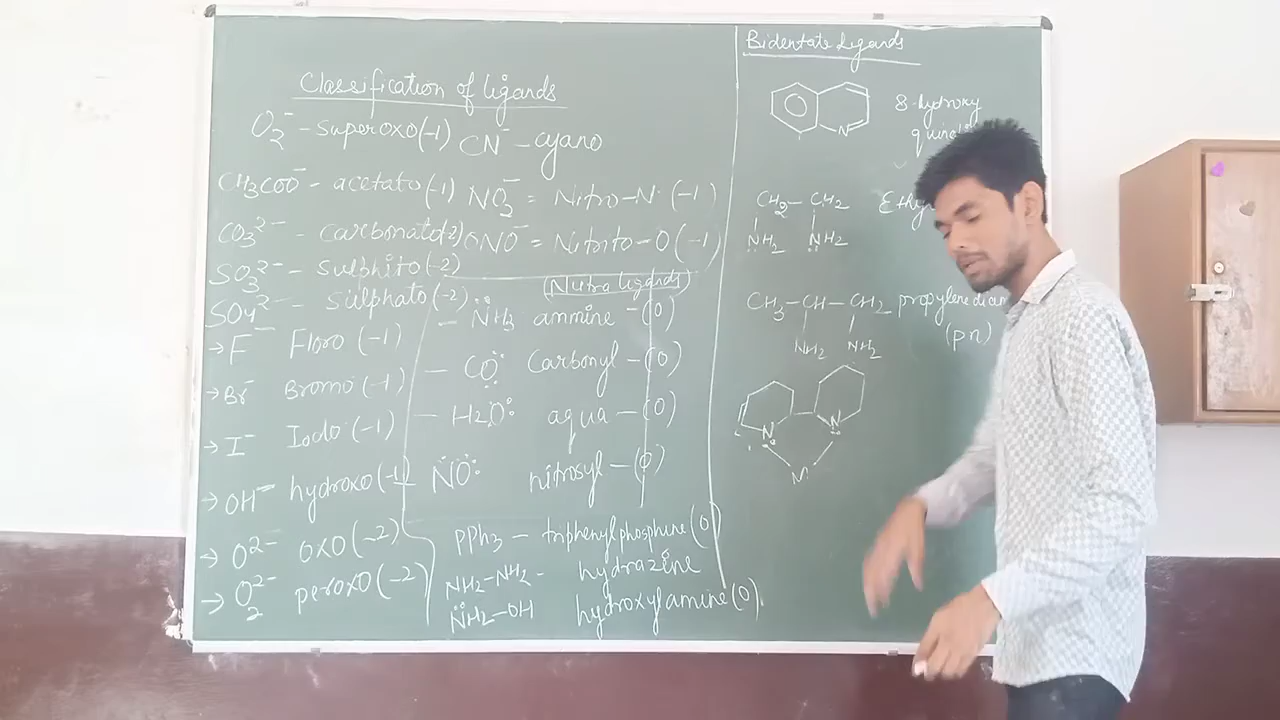 Classification of ligands
O₂⁻ - superoxo (-1)
CN⁻ - cyano
CH₃COO⁻ - acetato (-1)
NO₂⁻ = Nitro-N (-1)
CO₃²⁻ - carbonato(-2)
ONO⁻ = Nitrito-O (-1)
SO₃²⁻ - sulphito (-2)
SO₄²⁻ - sulphato (-2)
→ F⁻ Floro (-1)
→ Br⁻ Bromo (-1)
→ I⁻ Iodo (-1)
→ OH⁻ hydroxo (-1)
→ O²⁻ oxo (-2)
→ O₂²⁻ peroxo (-2)
Nutra ligands
- NH₃ ammine - (0)
- CO Carbonyl - (0)
- H₂O aqua - (0)
- NO nitrosyl - (0)
PPh₃ - triphenylphosphine (0)
NH₂-NH₂ - hydrazine
NH₂-OH hydroxylamine (0).
Bidentate Ligands
N
8-hydroxy
CH₂ - CH₂
NH₂ NH₂
CH₃ - CH - CH₂ propylene
NH₂ NH₂
(pn)
N N
M